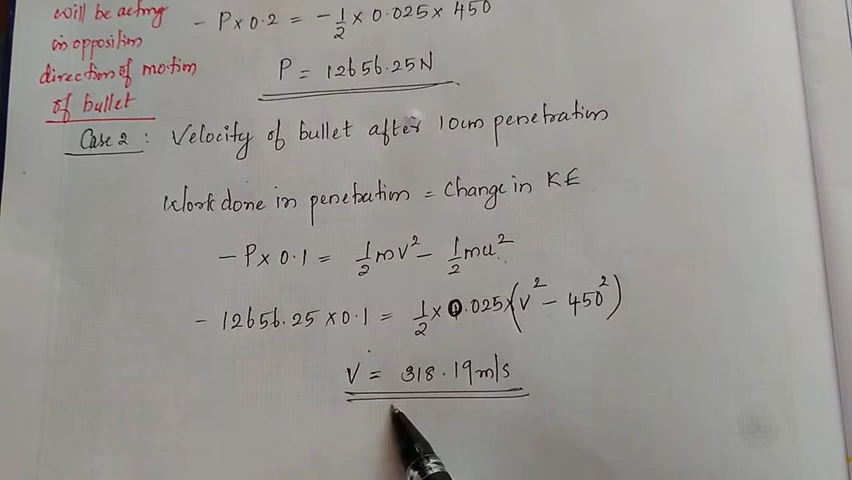 will be acting
in opposition
direction of motion
of bullet
- P x 0.2 = - 1/2 x 0.025 x 450
P = 12656.25N
Case 2 : Velocity of bullet after 10cm penetration
Work done in penetration = Change in KE
- P x 0.1 = 1/2 mv² - 1/2 mu²
- 12656.25 x 0.1 = 1/2 x 0.025 x (v² - 450²)
V = 318.19 m/s